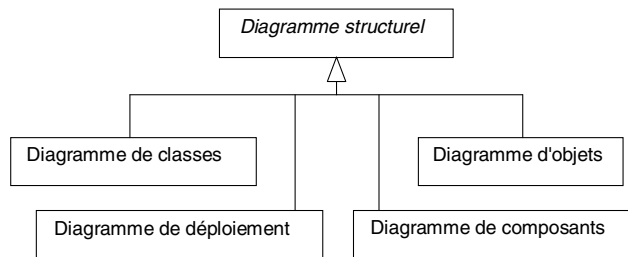 Diagramme structurel
Diagramme de classes
Diagramme d'objets
Diagramme de déploiement
Diagramme de composants